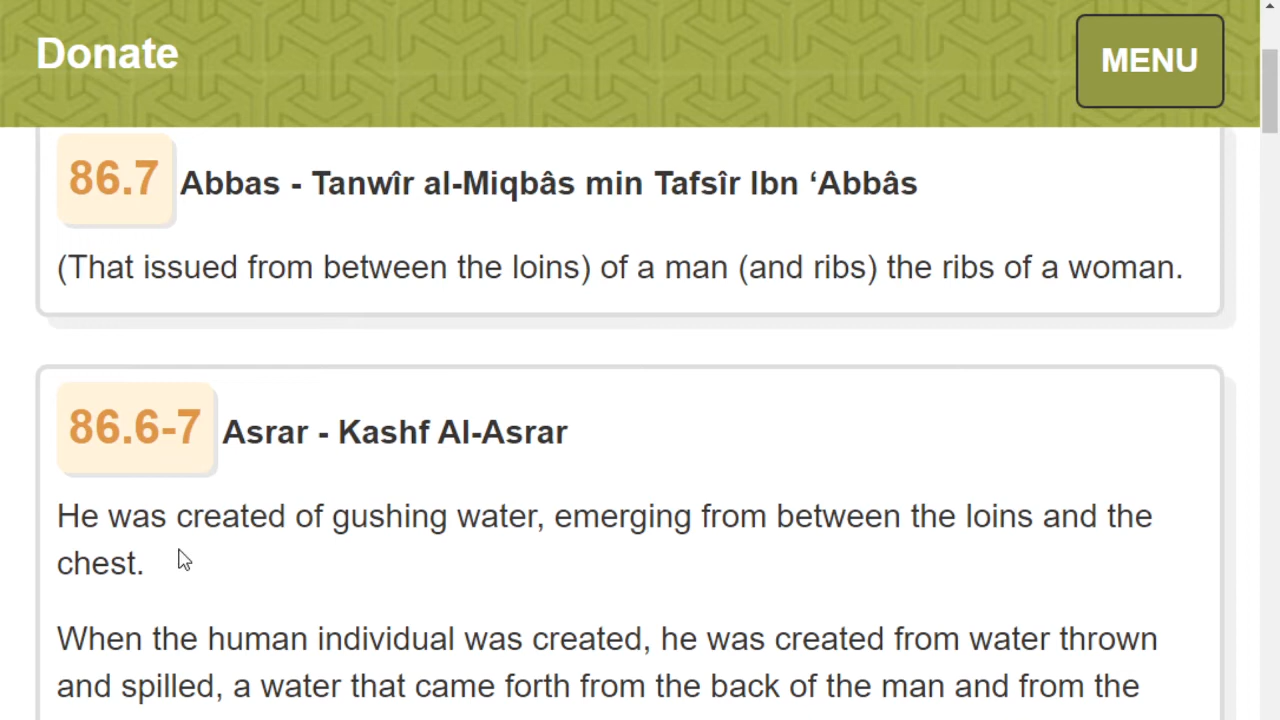 Donate
MENU
86.7 Abbas - Tanwîr al-Miqbâs min Tafsîr Ibn ‘Abbâs
(That issued from between the loins) of a man (and ribs) the ribs of a woman.
86.6-7 Asrar - Kashf Al-Asrar
He was created of gushing water, emerging from between the loins and the
chest.
When the human individual was created, he was created from water thrown
and spilled, a water that came forth from the back of the man and from the